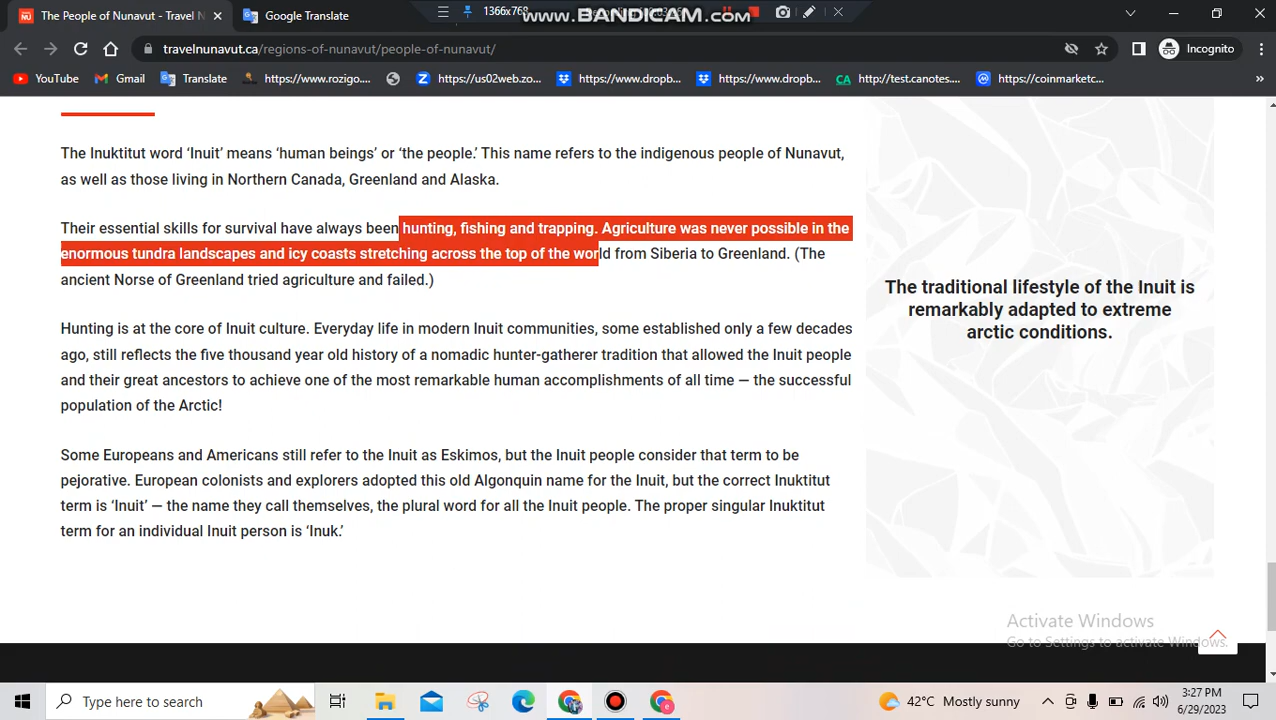 The People of Nunavut - Travel N
Google Translate
1366x768
www.BANDICAM.com
travelnunavut.ca/regions-of-nunavut/people-of-nunavut/
Incognito
YouTube
Gmail
Translate
https://www.rozigo....
https://us02web.zo...
https://www.dropb...
https://www.dropb...
http://test.canotes....
https://coinmarketc...
The Inuktitut word ‘Inuit’ means ‘human beings’ or ‘the people.’ This name refers to the indigenous people of Nunavut,
as well as those living in Northern Canada, Greenland and Alaska.
Their essential skills for survival have always been hunting, fishing and trapping. Agriculture was never possible in the
enormous tundra landscapes and icy coasts stretching across the top of the world from Siberia to Greenland. (The
ancient Norse of Greenland tried agriculture and failed.)
Hunting is at the core of Inuit culture. Everyday life in modern Inuit communities, some established only a few decades
ago, still reflects the five thousand year old history of a nomadic hunter-gatherer tradition that allowed the Inuit people
and their great ancestors to achieve one of the most remarkable human accomplishments of all time — the successful
population of the Arctic!
Some Europeans and Americans still refer to the Inuit as Eskimos, but the Inuit people consider that term to be
pejorative. European colonists and explorers adopted this old Algonquin name for the Inuit, but the correct Inuktitut
term is ‘Inuit’ — the name they call themselves, the plural word for all the Inuit people. The proper singular Inuktitut
term for an individual Inuit person is ‘Inuk.’
The traditional lifestyle of the Inuit is
remarkably adapted to extreme
arctic conditions.
Activate Windows
Go to Settings to activate Windows.
Type here to search
42°C Mostly sunny
3:27 PM
6/29/2023